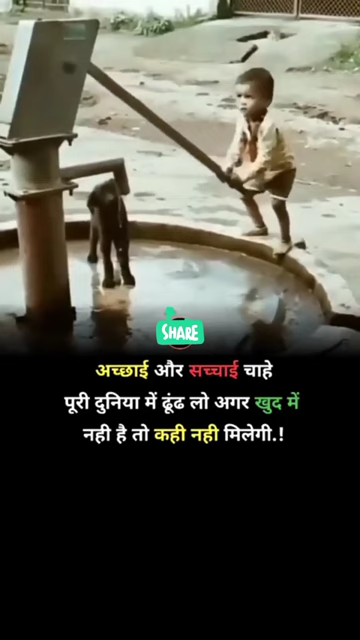 SHARE
अच्छाई और सच्चाई चाहे
पूरी दुनिया में ढूंढ लो अगर खुद में
नही है तो कही नही मिलेगी.!